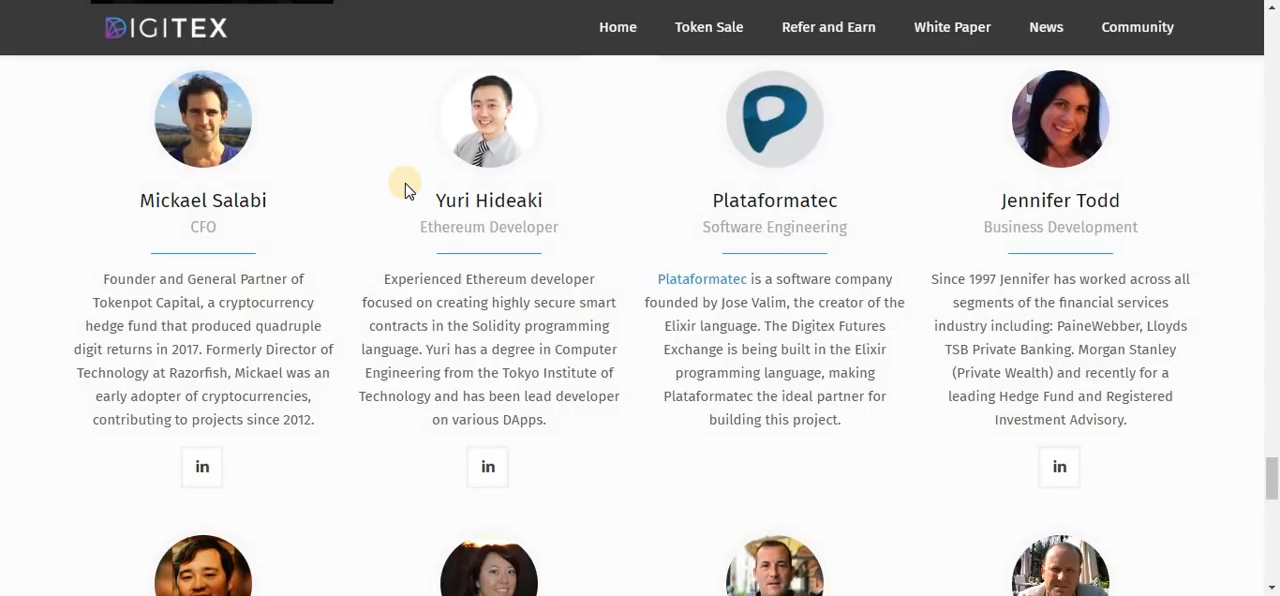 DIGITEX
Home Token Sale Refer and Earn White Paper News Community
Mickael Salabi
CFO
Founder and General Partner of
Tokenpot Capital, a cryptocurrency
hedge fund that produced quadruple
digit returns in 2017. Formerly Director of
Technology at Razorfish, Mickael was an
early adopter of cryptocurrencies,
contributing to projects since 2012.
in
Yuri Hideaki
Ethereum Developer
Experienced Ethereum developer
focused on creating highly secure smart
contracts in the Solidity programming
language. Yuri has a degree in Computer
Engineering from the Tokyo Institute of
Technology and has been lead developer
on various DApps.
in
P
Plataformatec
Software Engineering
Plataformatec is a software company
founded by Jose Valim, the creator of the
Elixir language. The Digitex Futures
Exchange is being built in the Elixir
programming language, making
Plataformatec the ideal partner for
building this project.
Jennifer Todd
Business Development
Since 1997 Jennifer has worked across all
segments of the financial services
industry including: PaineWebber, Lloyds
TSB Private Banking. Morgan Stanley
(Private Wealth) and recently for a
leading Hedge Fund and Registered
Investment Advisory.
in